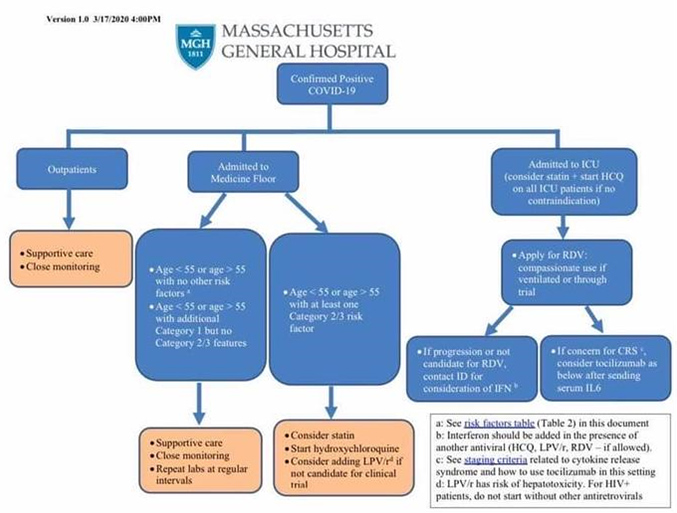 Version 1.0 3/17/2020 4:00PM
MGH
1811
MASSACHUSETTS
GENERAL HOSPITAL
Confirmed Positive
COVID-19
Outpatients
Admitted to
Medicine Floor
Admitted to ICU
(consider statin + start HCQ
on all ICU patients if no
contraindication)
• Supportive care
• Close monitoring
• Age < 55 or age > 55
with no other risk
factors a
• Age < 55 or age > 55
with additional
Category 1 but no
Category 2/3 features
• Age < 55 or age > 55
with at least one
Category 2/3 risk
factor
• Apply for RDV:
compassionate use if
ventilated or through
trial
• If progression or not
candidate for RDV,
contact ID for
consideration of IFN b
• If concern for CRS c,
consider tocilizumab as
below after sending
serum IL6
• Supportive care
• Close monitoring
• Repeat labs at regular
intervals
• Consider statin
• Start hydroxychloroquine
• Consider adding LPV/r d if
not candidate for clinical
trial
a: See risk factors table (Table 2) in this document
b: Interferon should be added in the presence of
another antiviral (HCQ, LPV/r, RDV – if allowed).
c: See staging criteria related to cytokine release
syndrome and how to use tocilizumab in this setting
d: LPV/r has risk of hepatotoxicity. For HIV+
patients, do not start without other antiretrovirals